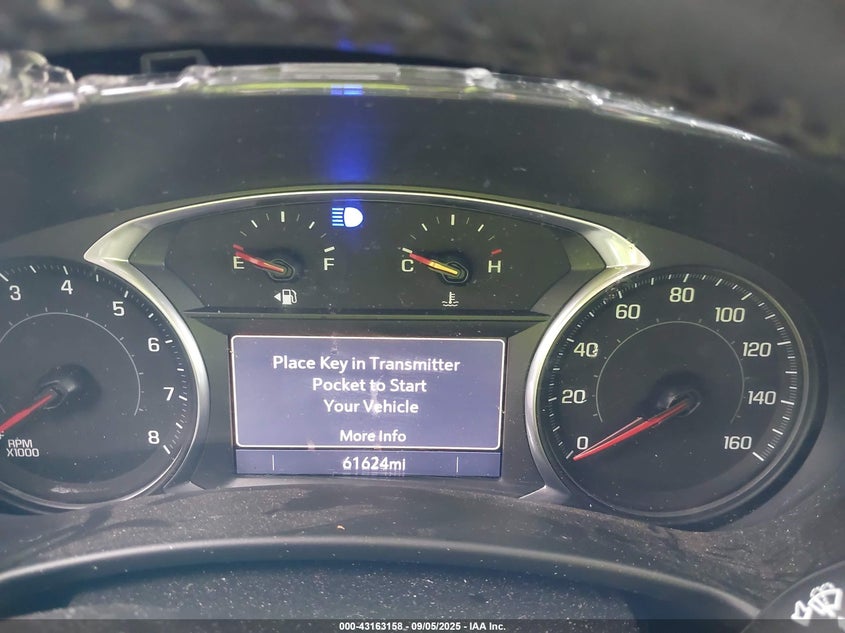 E
F
C
H
3
4
5
6
7
8
RPM
X1000
Place Key in Transmitter
Pocket to Start
Your Vehicle
More Info
61624mi
0
20
40
60
80
100
120
140
160
000-43163158 - 09/05/2025 - IAA Inc.